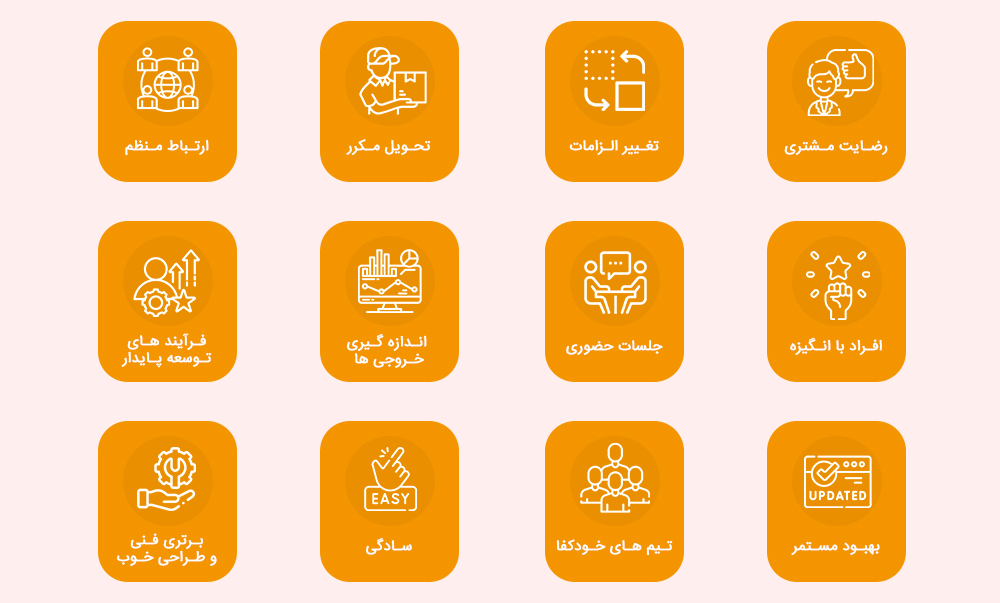 رضایت مشتری
تغییر الزامات
تحویل مکرر
ارتباط منظم
افراد با انگیزه
جلسات حضوری
اندازه گیری
خروجی ها
فرآیند های
توسعه پایدار
UPDATED
بهبود مستمر
تیم های خودکفا
EASY
سادگی
برتری فنی
و طراحی خوب